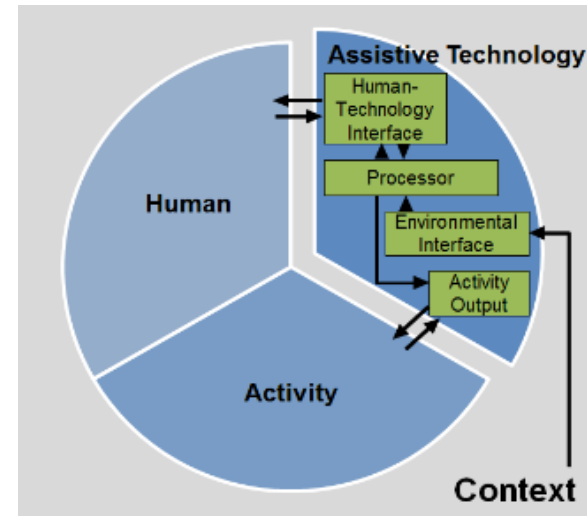 Assistive Technology
Human-
Technology
Interface
Processor
Human
Environmental
Interface
Activity
Output
Activity
Context